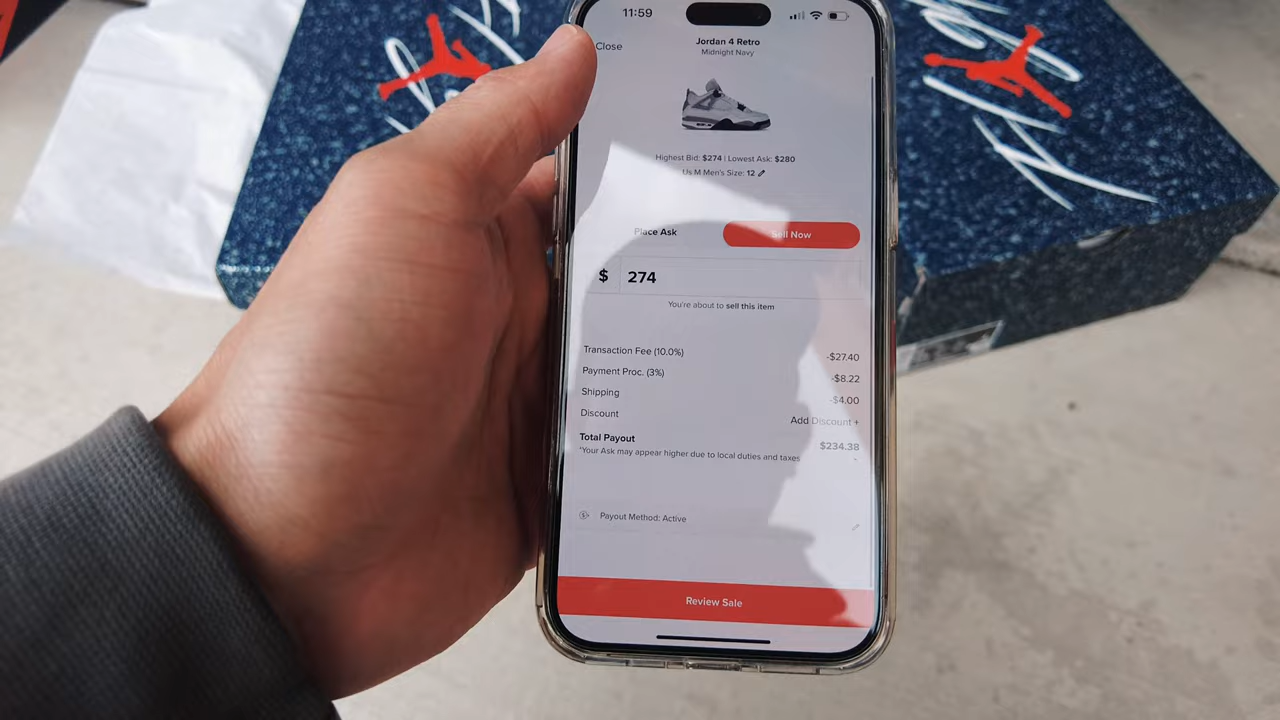 11:59
Close
Jordan 4 Retro
Midnight Navy
Highest Bid: $274 | Lowest Ask: $280
Us M Men's Size: 12
Place Ask
Sell Now
$ 274
You're about to sell this item
Transaction Fee (10.0%) -$27.40
Payment Proc. (3%) -$8.22
Shipping -$4.00
Discount Add Discount +
Total Payout $234.38
*Your Ask may appear higher due to local duties and taxes
Payout Method: Active
Review Sale